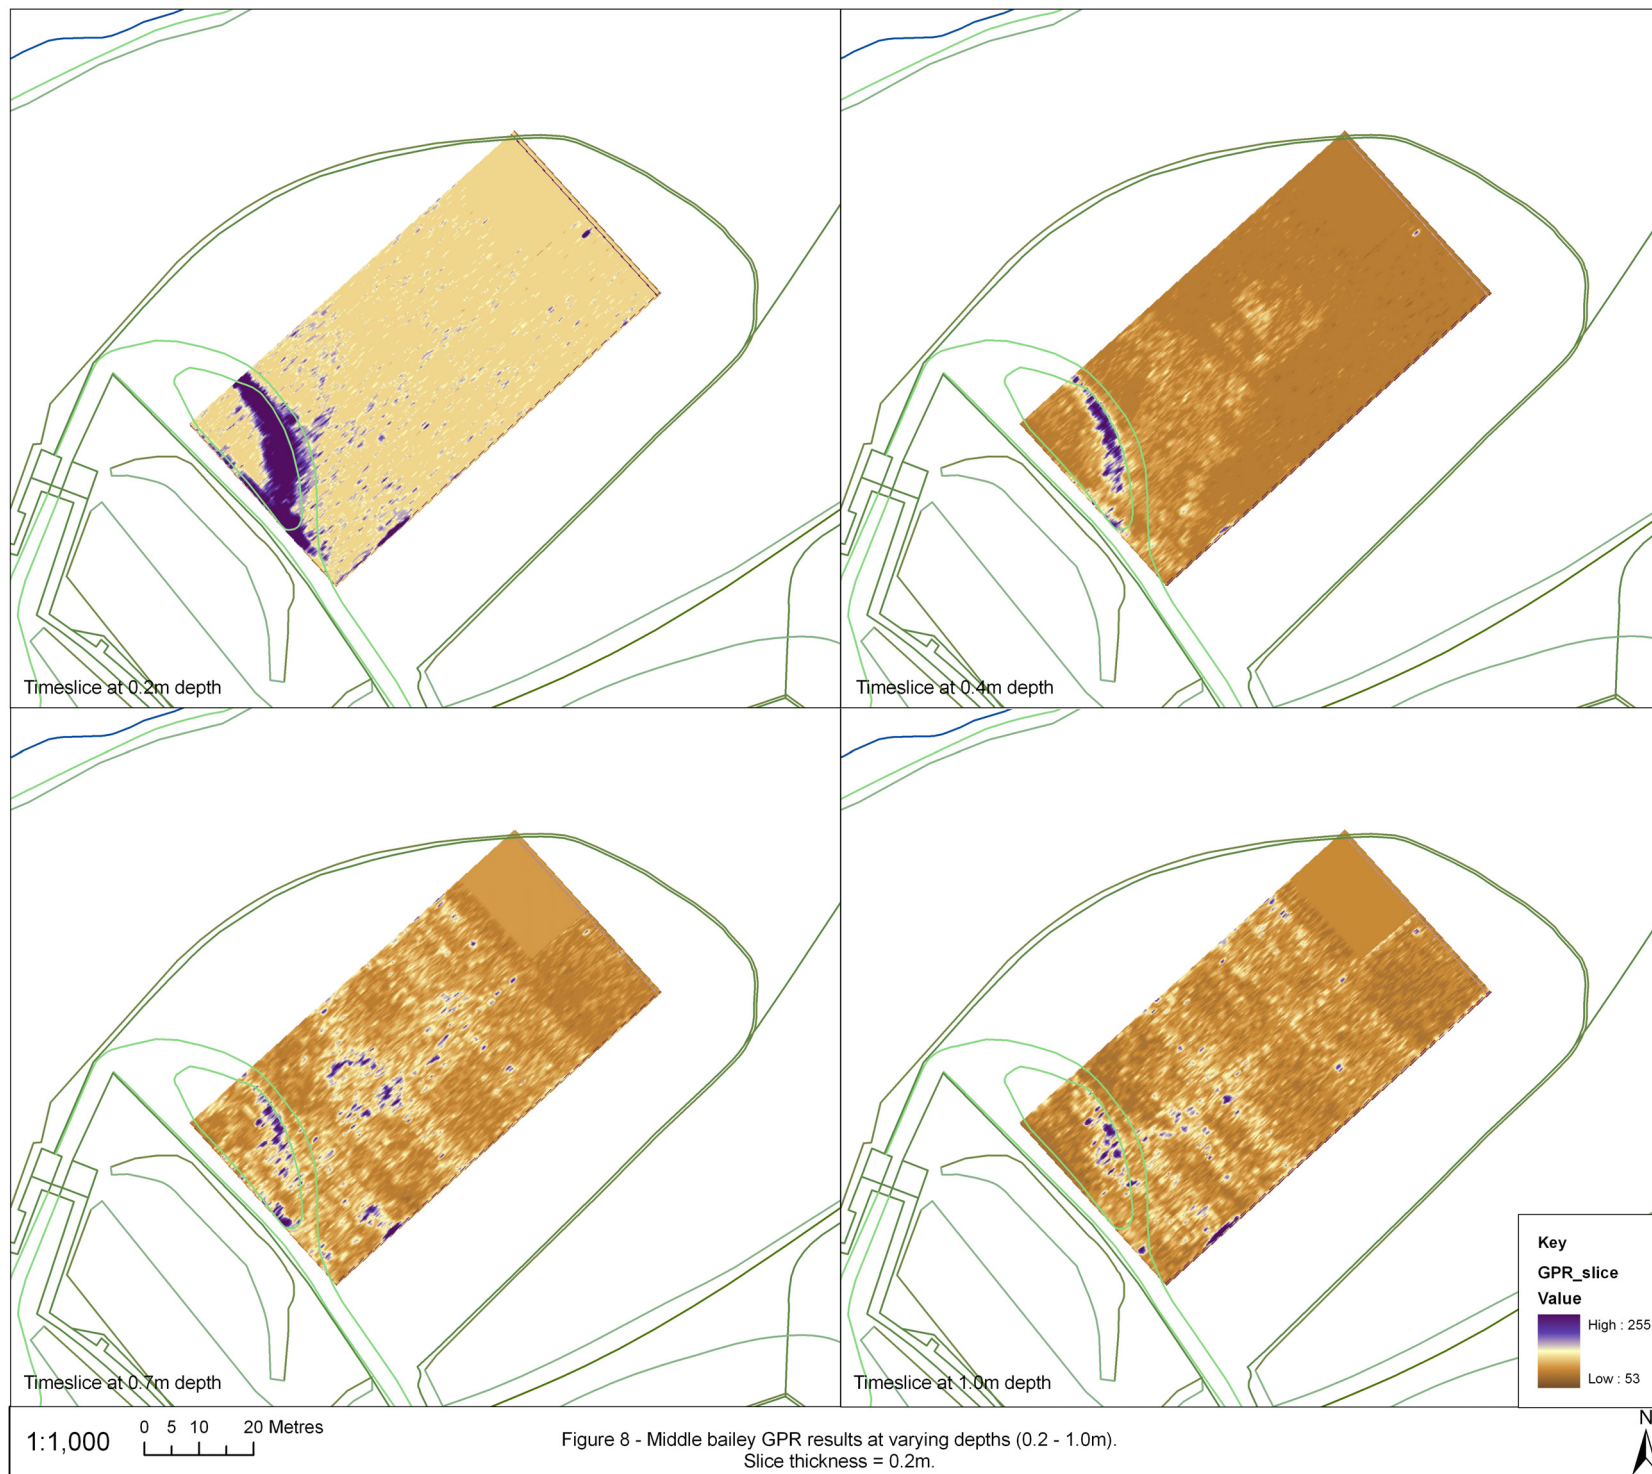 Timeslice at 0.2m depth
Timeslice at 0.4m depth
Timeslice at 0.7m depth
Timeslice at 1.0m depth
Key
GPR_slice
Value
High : 255
Low : 53
1:1,000
0 5 10 20 Metres
Figure 8 - Middle bailey GPR results at varying depths (0.2 - 1.0m).
Slice thickness = 0.2m.
N